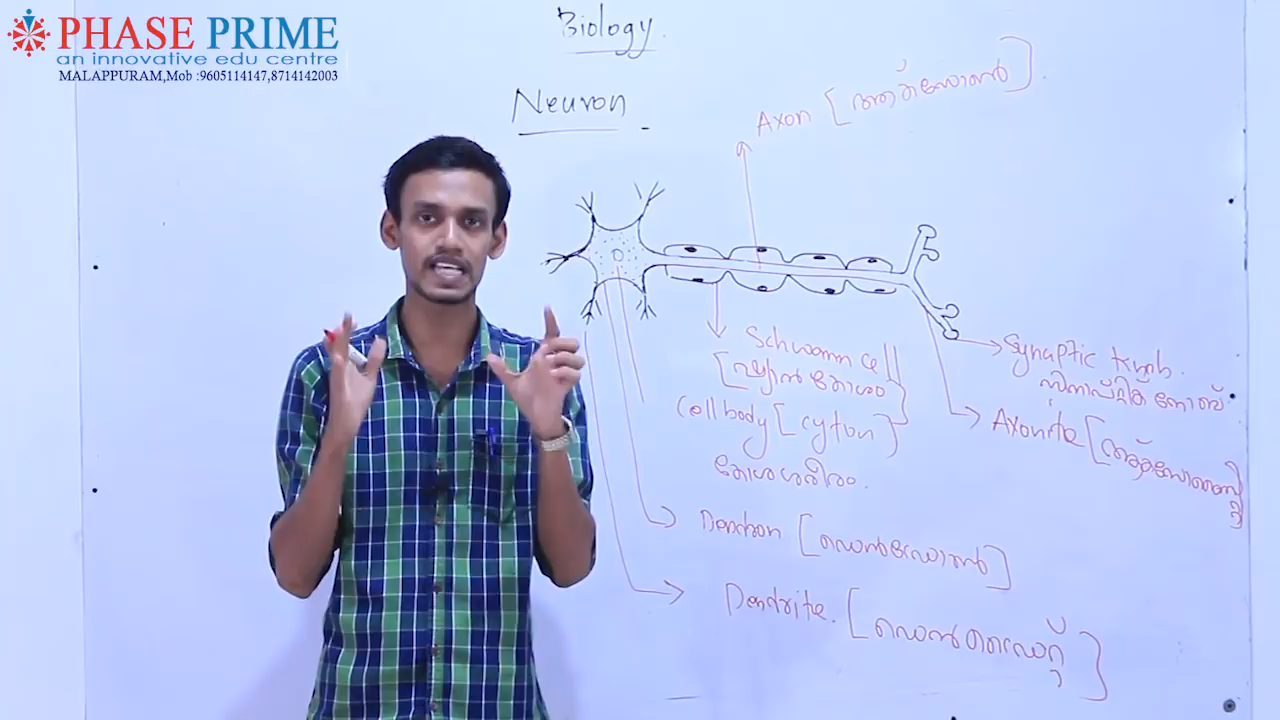 PHASE PRIME
an innovative edu centre
MALAPPURAM,Mob :9605114147,8714142003
Biology.
Neuron
Axon [ആക്സോൺ]
Schwann cell
[ഷ്വാൻ കോശം]
Cell body [cyton]
കോശശരീരം.
Synaptic Knob.
സിനാപ്റ്റിക് നോബ്
Axonite [ആക്സോണൈറ്റ്]
Dendron [ഡെൻഡ്രോൺ]
Dendrite. [ഡെൻഡ്രൈറ്റ്]